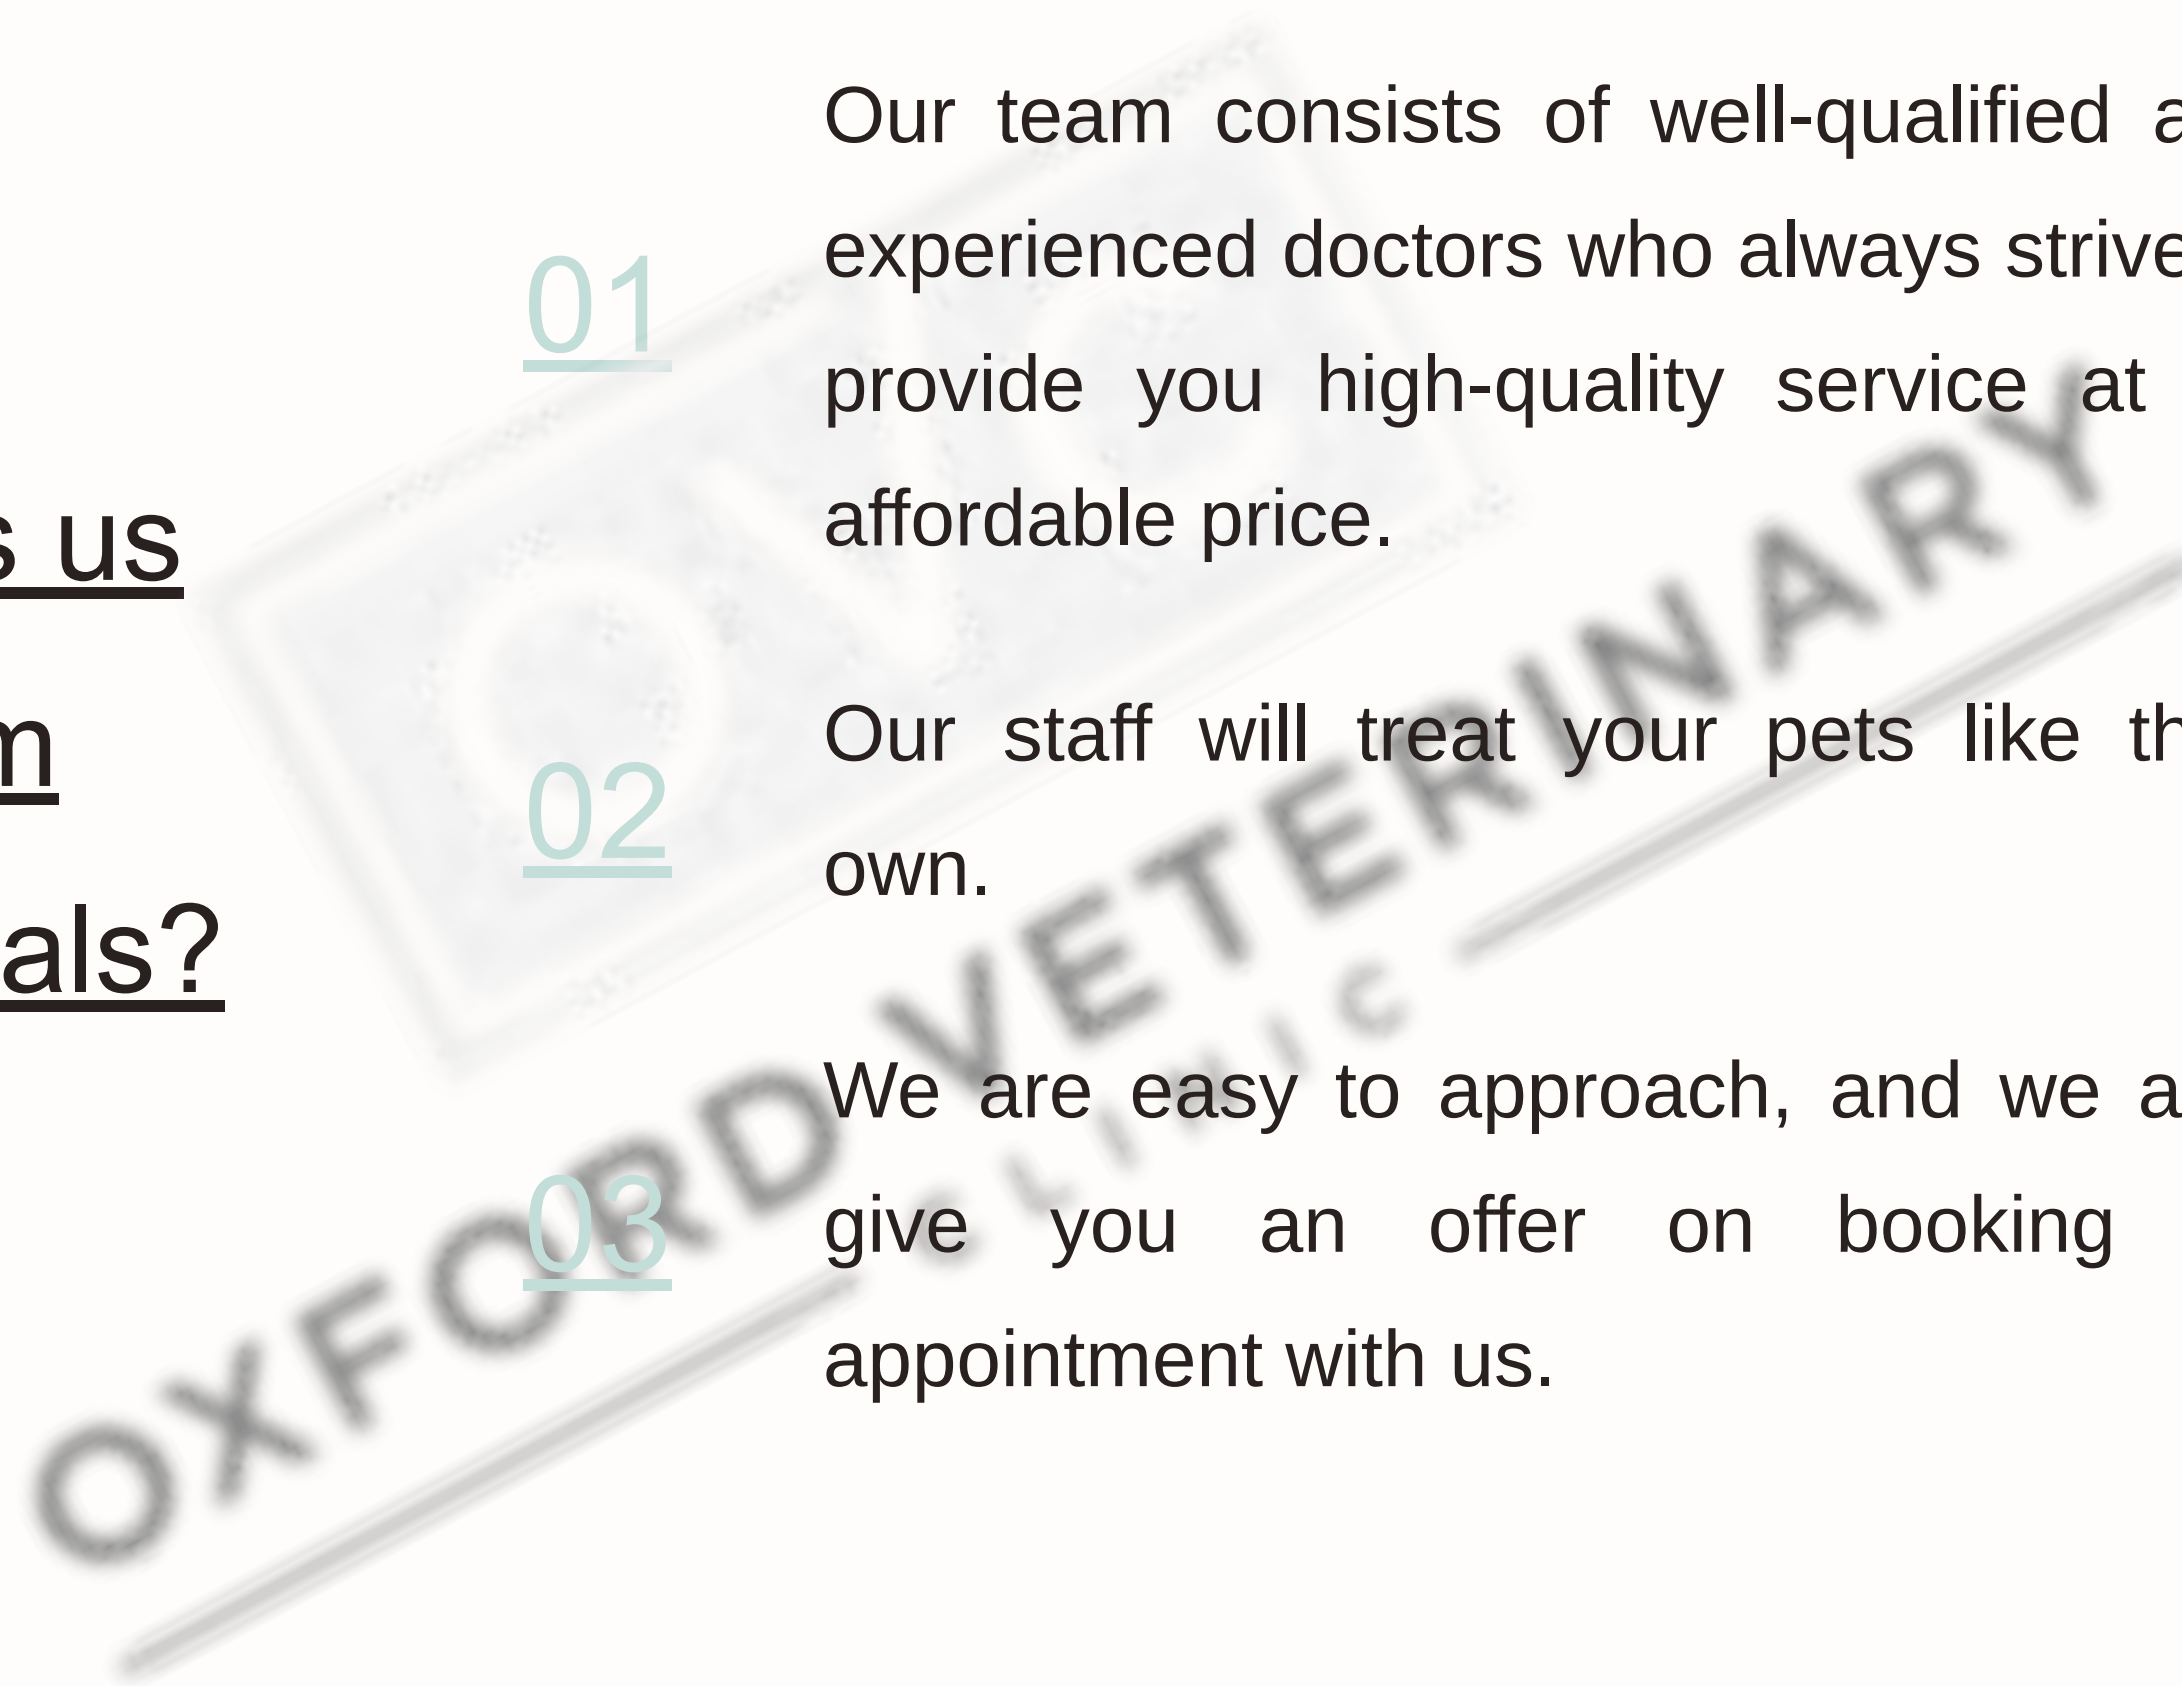 s us
m
als?
01
Our team consists of well-qualified a
experienced doctors who always strive
provide you high-quality service at
affordable price.
02
Our staff will treat your pets like th
own.
03
We are easy to approach, and we a
give you an offer on booking
appointment with us.
OVC
OXFORD VETERINARY
CLINIC